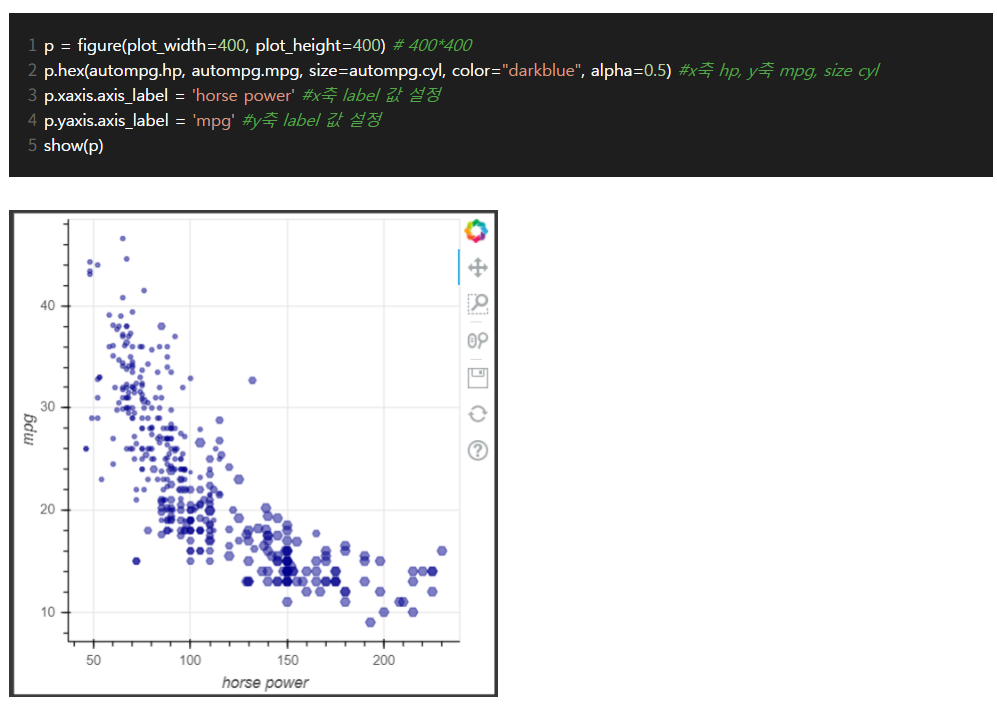 1 p = figure(plot_width=400, plot_height=400) # 400*400
2 p.hex(autompg.hp, autompg.mpg, size=autompg.cyl, color="darkblue", alpha=0.5) #x축 hp, y축 mpg, size cyl
3 p.xaxis.axis_label = 'horse power' #x축 label 값 설정
4 p.yaxis.axis_label = 'mpg' #y축 label 값 설정
5 show(p)
40
30
20
10
mpg
50 100 150 200
horse power